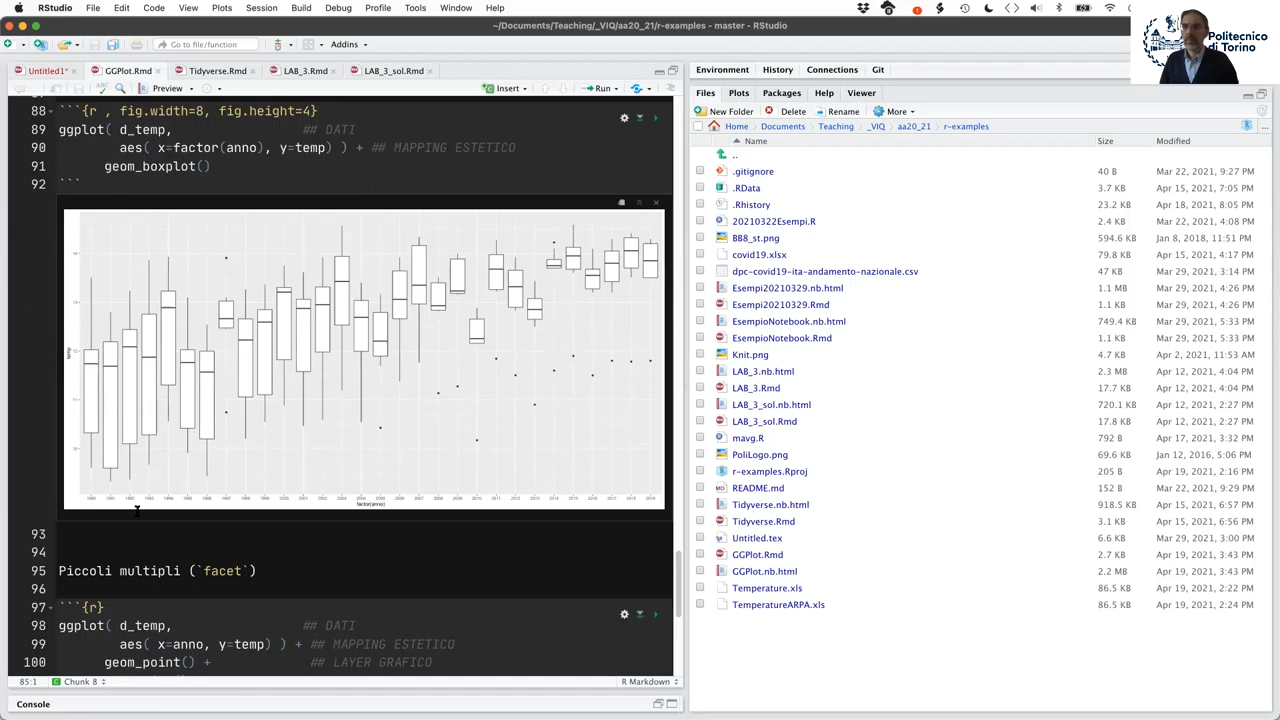 RStudio File Edit Code View Plots Session Build Debug Profile Tools Window Help
~/Documents/Teaching/_VIQ/aa20_21/r-examples - master - RStudio
Go to file/function Addins
Politecnico
di Torino
Untitled1* GGPlot.Rmd Tidyverse.Rmd LAB_3.Rmd LAB_3_sol.Rmd
Preview Insert Run
88 ```{r , fig.width=8, fig.height=4}
89 ggplot( d_temp, ## DATI
90 aes( x=factor(anno), y=temp) ) + ## MAPPING ESTETICO
91 geom_boxplot()
92 ```
factor(anno)
93
94
95 Piccoli multipli (`facet`)
96
97 ```{r}
98 ggplot( d_temp, ## DATI
99 aes( x=anno, y=temp) ) + ## MAPPING ESTETICO
100 geom_point() + ## LAYER GRAFICO
85:1 Chunk 8 R Markdown
Console
Environment History Connections Git
Files Plots Packages Help Viewer
New Folder Delete Rename More
Home Documents Teaching _VIQ aa20_21 r-examples
Name Size Modified
..
.gitignore 40 B Mar 22, 2021, 9:27 PM
.RData 3.7 KB Apr 15, 2021, 7:05 PM
.Rhistory 23.2 KB Apr 18, 2021, 8:05 PM
20210322Esempi.R 2.4 KB Mar 22, 2021, 4:08 PM
BB8_st.png 594.6 KB Jan 8, 2018, 11:51 PM
covid19.xlsx 79.8 KB Apr 15, 2021, 4:17 PM
dpc-covid19-ita-andamento-nazionale.csv 47 KB Mar 29, 2021, 3:14 PM
Esempi20210329.nb.html 1.1 MB Mar 29, 2021, 4:26 PM
Esempi20210329.Rmd 1.1 KB Mar 29, 2021, 4:26 PM
EsempioNotebook.nb.html 749.4 KB Mar 29, 2021, 5:33 PM
EsempioNotebook.Rmd 1.1 KB Mar 29, 2021, 5:33 PM
Knit.png 4.7 KB Apr 2, 2021, 11:53 AM
LAB_3.nb.html 2.3 MB Apr 12, 2021, 4:04 PM
LAB_3.Rmd 17.7 KB Apr 12, 2021, 4:04 PM
LAB_3_sol.nb.html 720.1 KB Apr 12, 2021, 2:27 PM
LAB_3_sol.Rmd 17.8 KB Apr 12, 2021, 2:27 PM
mavg.R 792 B Apr 17, 2021, 3:32 PM
PoliLogo.png 69.6 KB Jan 12, 2016, 5:06 PM
r-examples.Rproj 205 B Apr 19, 2021, 2:16 PM
README.md 152 B Mar 22, 2021, 9:29 PM
Tidyverse.nb.html 918.5 KB Apr 15, 2021, 6:57 PM
Tidyverse.Rmd 3.1 KB Apr 15, 2021, 6:56 PM
Untitled.tex 6.6 KB Mar 29, 2021, 3:00 PM
GGPlot.Rmd 2.7 KB Apr 19, 2021, 3:43 PM
GGPlot.nb.html 2.2 MB Apr 19, 2021, 3:43 PM
Temperature.xls 86.5 KB Apr 19, 2021, 2:22 PM
TemperatureARPA.xls 86.5 KB Apr 19, 2021, 2:24 PM